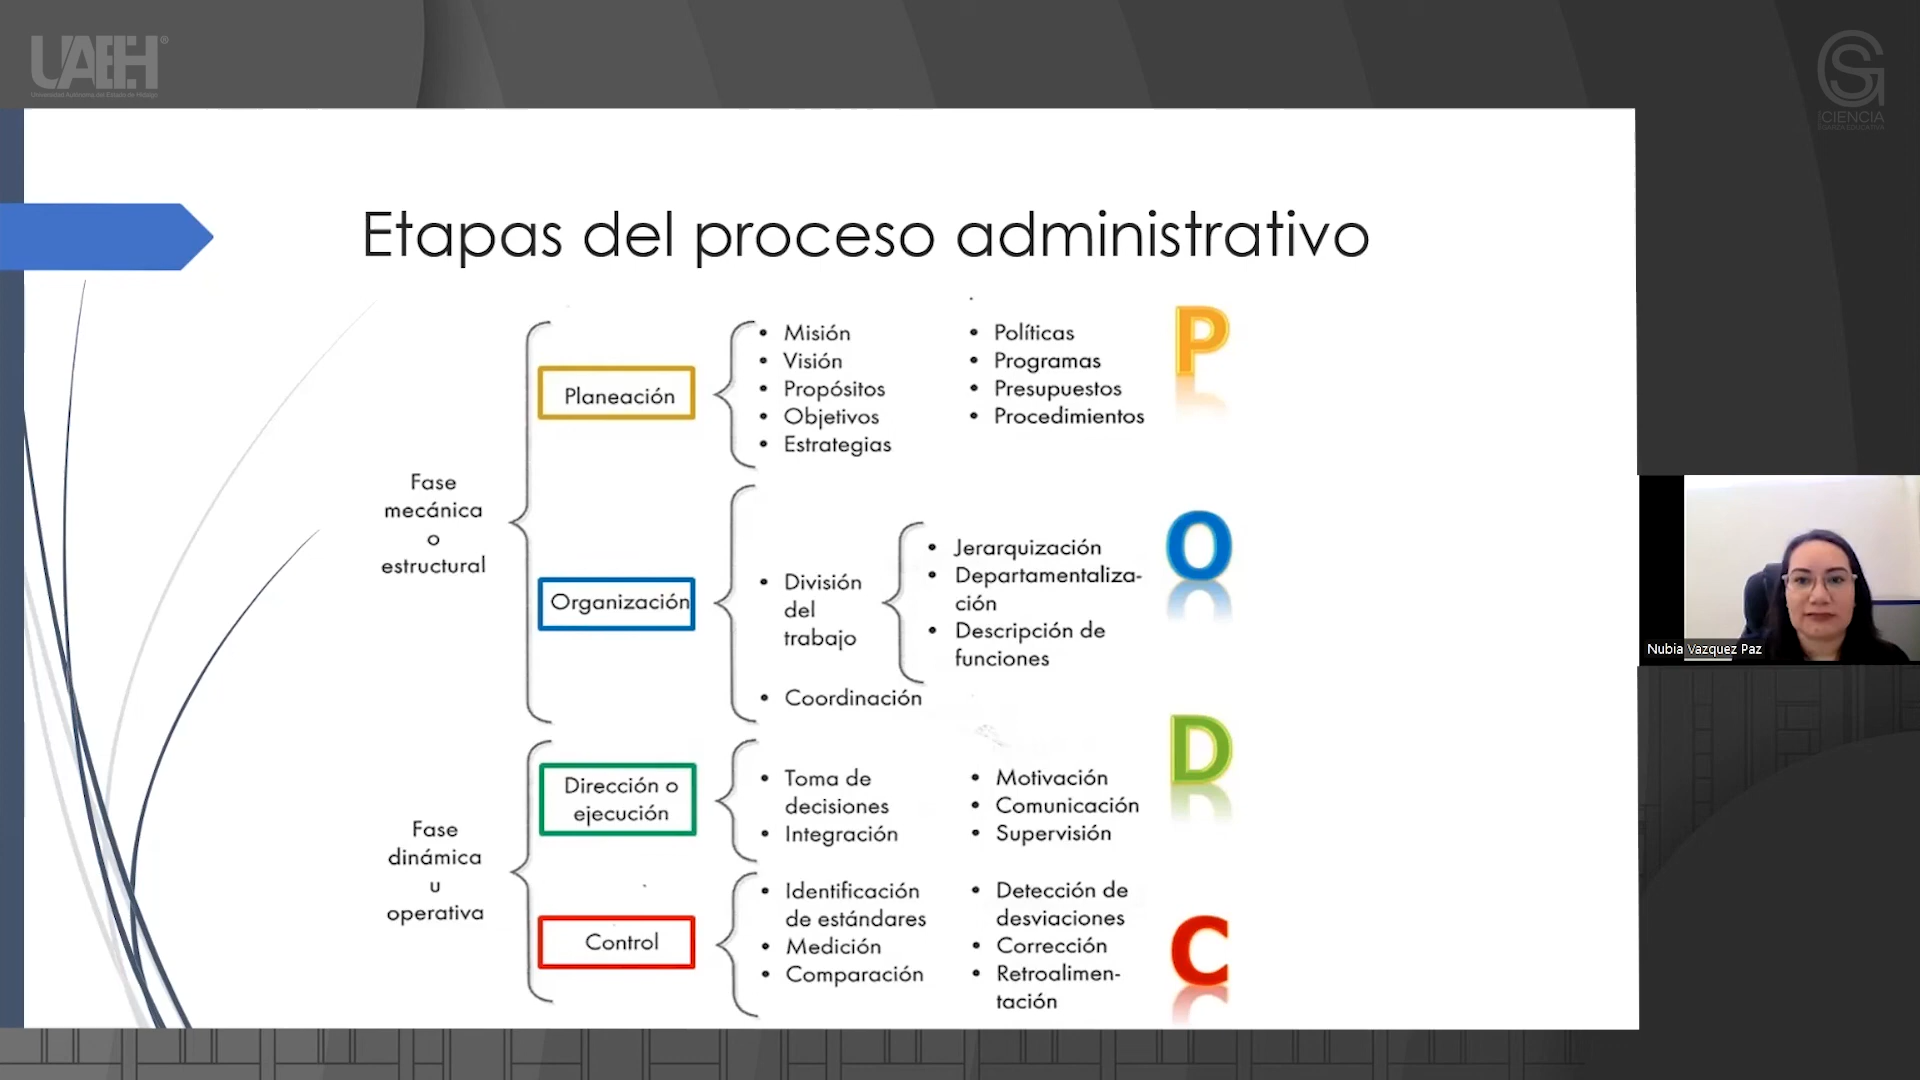 UAEH®
Universidad Autónoma del Estado de Hidalgo
CIENCIA
Etapas del proceso administrativo
Fase
mecánica
o
estructural
Planeación
• Misión
• Visión
• Propósitos
• Objetivos
• Estrategias
• Políticas
• Programas
• Presupuestos
• Procedimientos
P
Organización
• División
del
trabajo
• Jerarquización
• Departamentaliza-
ción
• Descripción de
funciones
• Coordinación
O
Fase
dinámica
u
operativa
Dirección o
ejecución
• Toma de
decisiones
• Integración
• Motivación
• Comunicación
• Supervisión
D
Control
• Identificación
de estándares
• Medición
• Comparación
• Detección de
desviaciones
• Corrección
• Retroalimen-
tación
C
Nubia Vazquez Paz